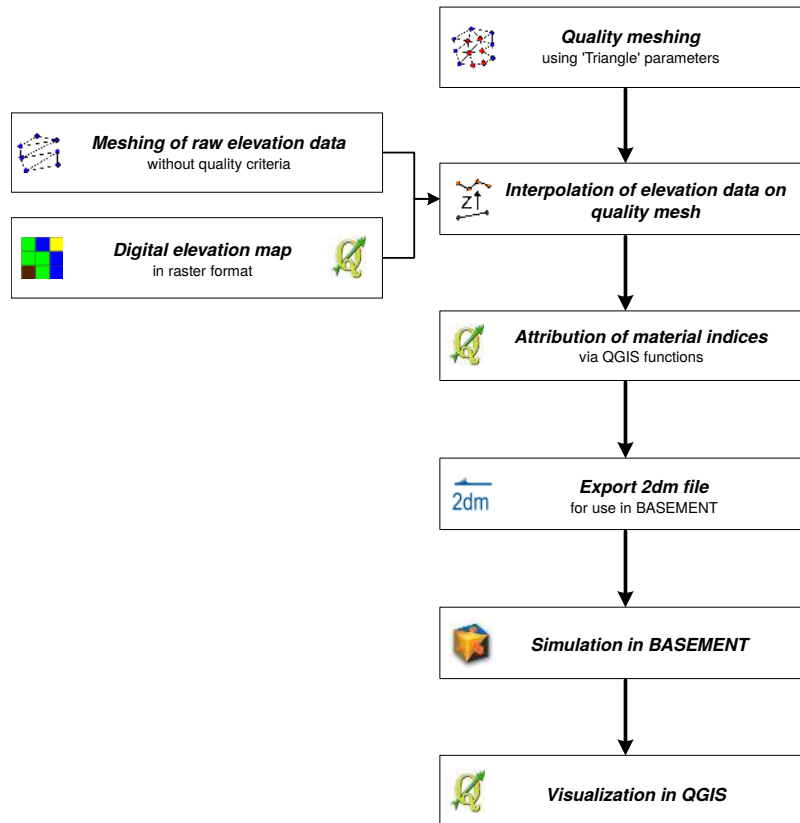 Quality meshing
using 'Triangle' parameters
Meshing of raw elevation data
without quality criteria
Z
Interpolation of elevation data on
quality mesh
Digital elevation map
in raster format
Attribution of material indices
via QGIS functions
2dm
Export 2dm file
for use in BASEMENT
Simulation in BASEMENT
Visualization in QGIS